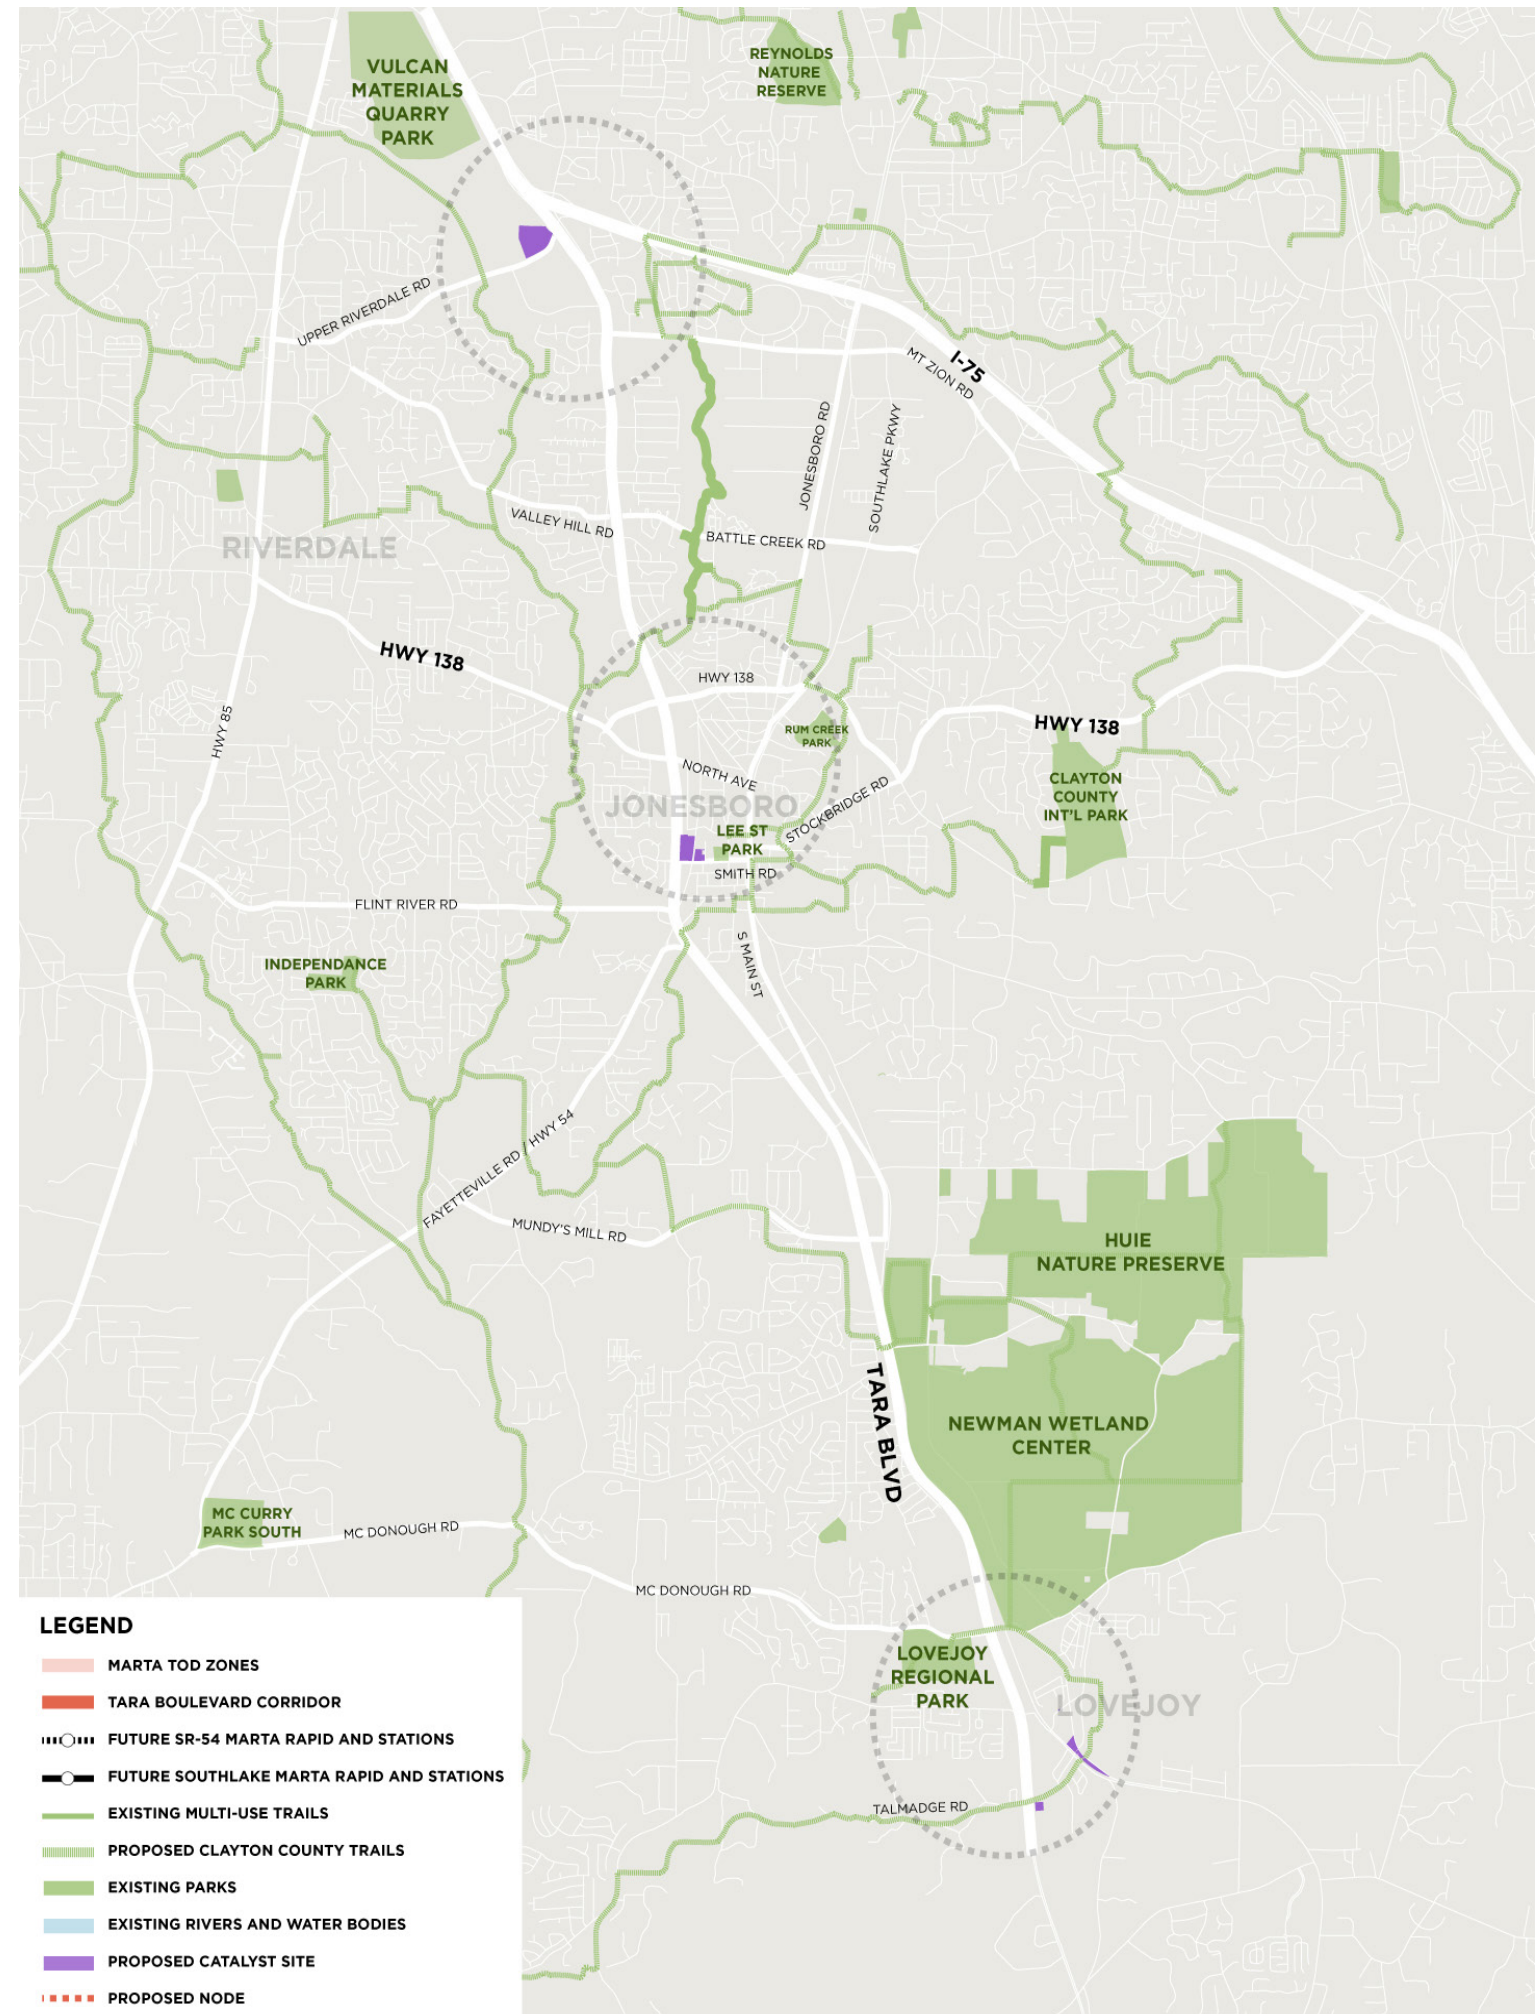 VULCAN
MATERIALS
QUARRY
PARK
REYNOLDS
NATURE
RESERVE
UPPER RIVERDALE RD
I-75
MT ZION RD
JONESBORO RD
SOUTHLAKE PKWY
VALLEY HILL RD
BATTLE CREEK RD
RIVERDALE
HWY 138
HWY 138
HWY 85
RUM CREEK
PARK
HWY 138
NORTH AVE
CLAYTON
COUNTY
INT'L PARK
JONESBORO
STOCKBRIDGE RD
LEE ST
PARK
SMITH RD
FLINT RIVER RD
S MAIN ST
INDEPENDANCE
PARK
FAYETTEVILLE RD / HWY 54
MUNDY'S MILL RD
HUIE
NATURE PRESERVE
TARA BLVD
NEWMAN WETLAND
CENTER
MC CURRY
PARK SOUTH
MC DONOUGH RD
MC DONOUGH RD
LOVEJOY
REGIONAL
PARK
LOVEJOY
TALMADGE RD
LEGEND
MARTA TOD ZONES
TARA BOULEVARD CORRIDOR
FUTURE SR-54 MARTA RAPID AND STATIONS
FUTURE SOUTHLAKE MARTA RAPID AND STATIONS
EXISTING MULTI-USE TRAILS
PROPOSED CLAYTON COUNTY TRAILS
EXISTING PARKS
EXISTING RIVERS AND WATER BODIES
PROPOSED CATALYST SITE
PROPOSED NODE